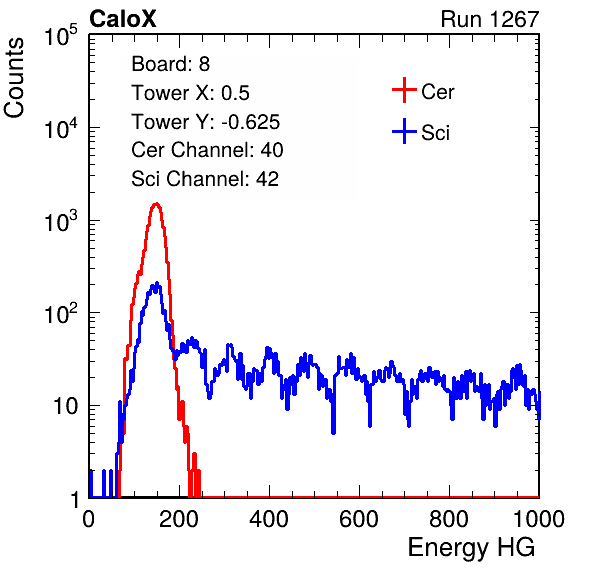 CaloX Run 1267
Counts
10^5
10^4
10^3
10^2
10
1
Board: 8
Tower X: 0.5
Tower Y: -0.625
Cer Channel: 40
Sci Channel: 42
Cer
Sci
0 200 400 600 800 1000
Energy HG